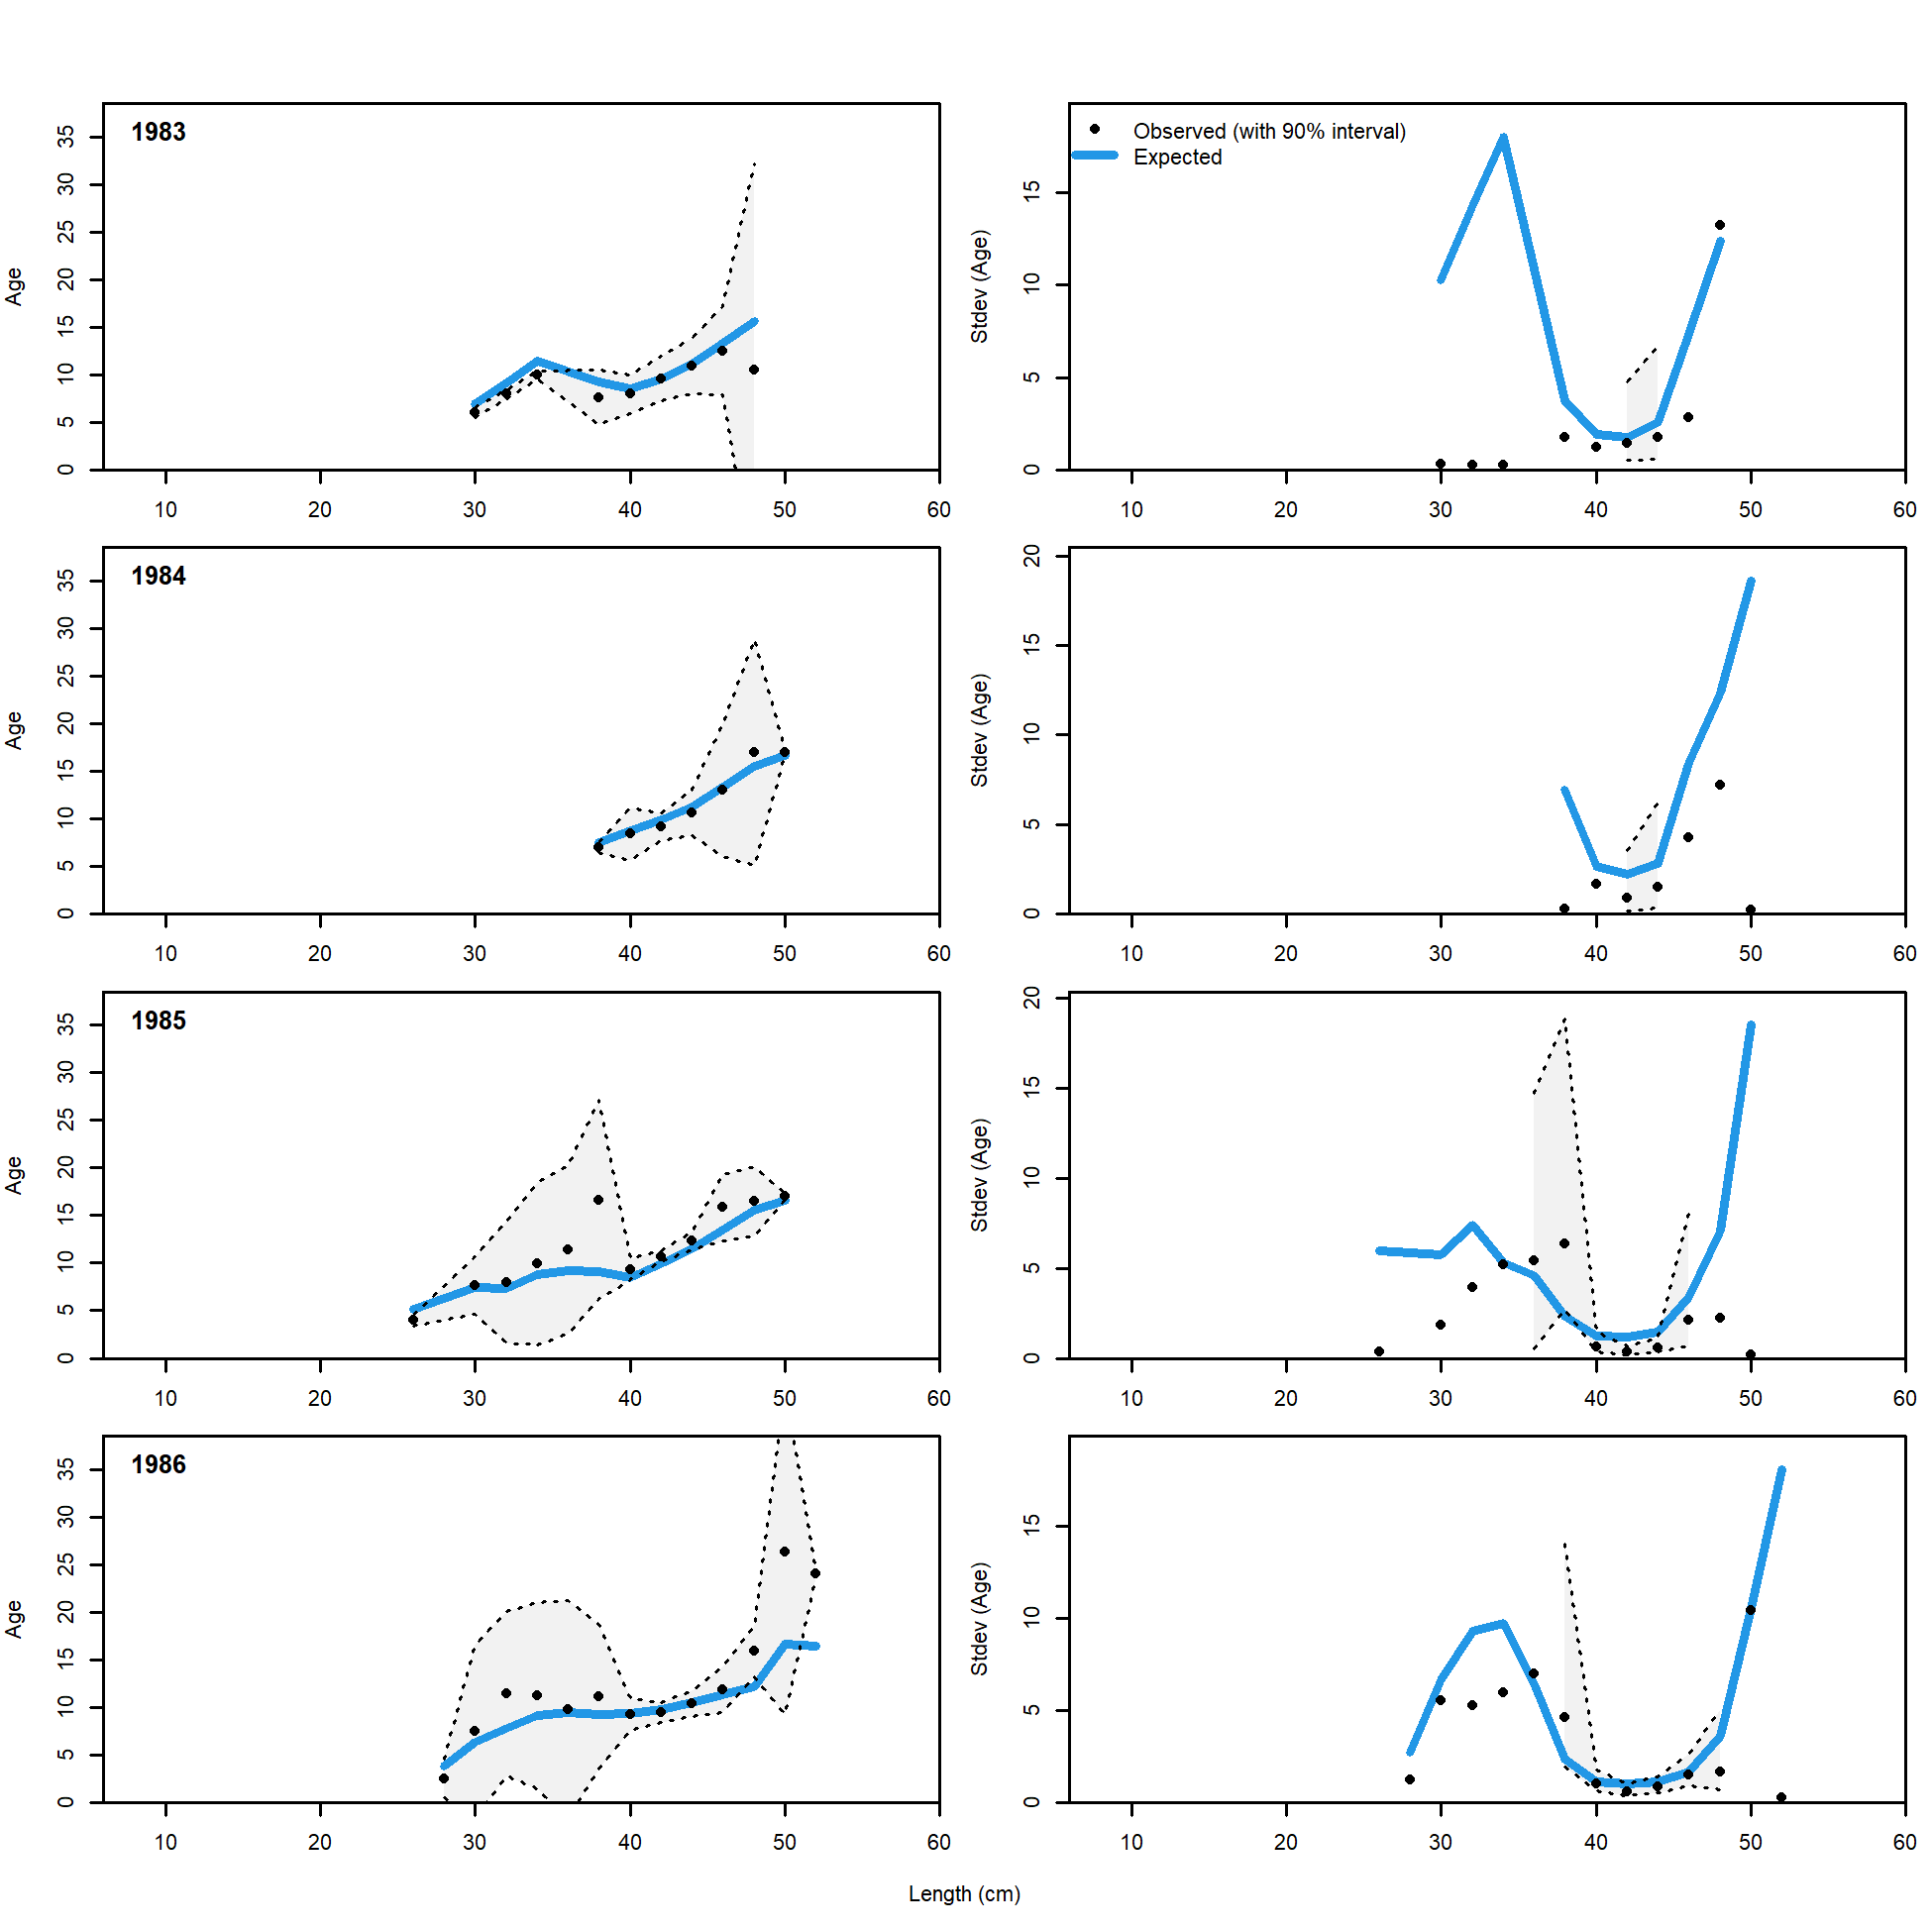 1983
Age
0 5 10 15 20 25 30 35
10 20 30 40 50 60
Observed (with 90% interval)
Expected
Stdev (Age)
0 5 10 15
10 20 30 40 50 60
1984
Age
0 5 10 15 20 25 30 35
10 20 30 40 50 60
Stdev (Age)
0 5 10 15 20
10 20 30 40 50 60
1985
Age
0 5 10 15 20 25 30 35
10 20 30 40 50 60
Stdev (Age)
0 5 10 15 20
10 20 30 40 50 60
1986
Age
0 5 10 15 20 25 30 35
10 20 30 40 50 60
Stdev (Age)
0 5 10 15
10 20 30 40 50 60
Length (cm)